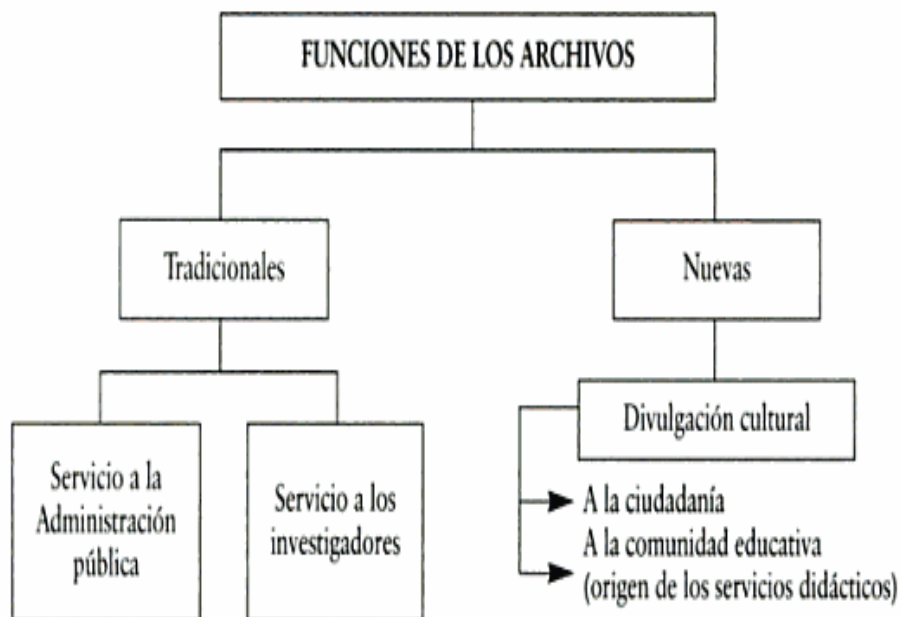 FUNCIONES DE LOS ARCHIVOS
Tradicionales
Nuevas
Servicio a la
Administración
pública
Servicio a los
investigadores
Divulgación cultural
A la ciudadanía
A la comunidad educativa
(origen de los servicios didácticos)